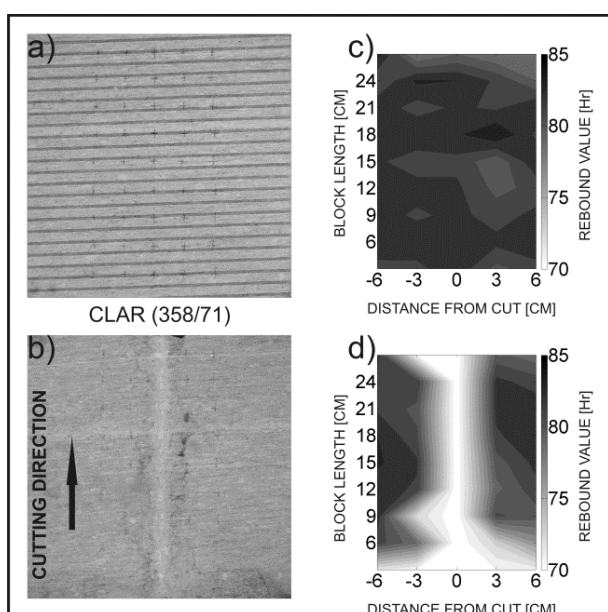 a)
CLAR (358/71)
b)
CUTTING DIRECTION
c)
BLOCK LENGTH [CM]
24
21
18
15
12
9
6
-6 -3 0 3 6
DISTANCE FROM CUT [CM]
85
80
75
70
REBOUND VALUE [Hr]
d)
BLOCK LENGTH [CM]
24
21
18
15
12
9
6
-6 -3 0 3 6
DISTANCE FROM CUT [CM]
85
80
75
70
REBOUND VALUE [Hr]